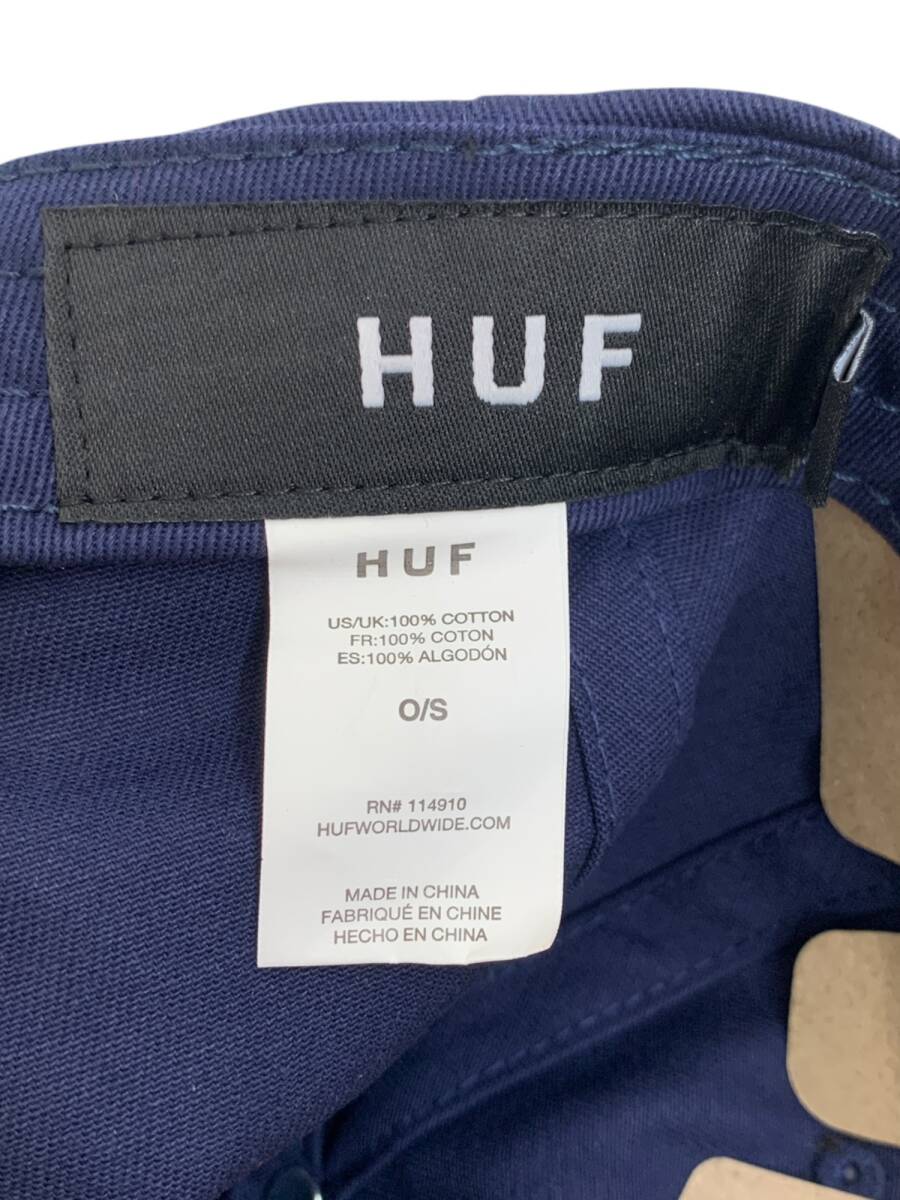 HUF
HUF
US/UK:100% COTTON
FR:100% COTON
ES:100% ALGODÓN
O/S
RN# 114910
HUFWORLDWIDE.COM
MADE IN CHINA
FABRIQUÉ EN CHINE
HECHO EN CHINA